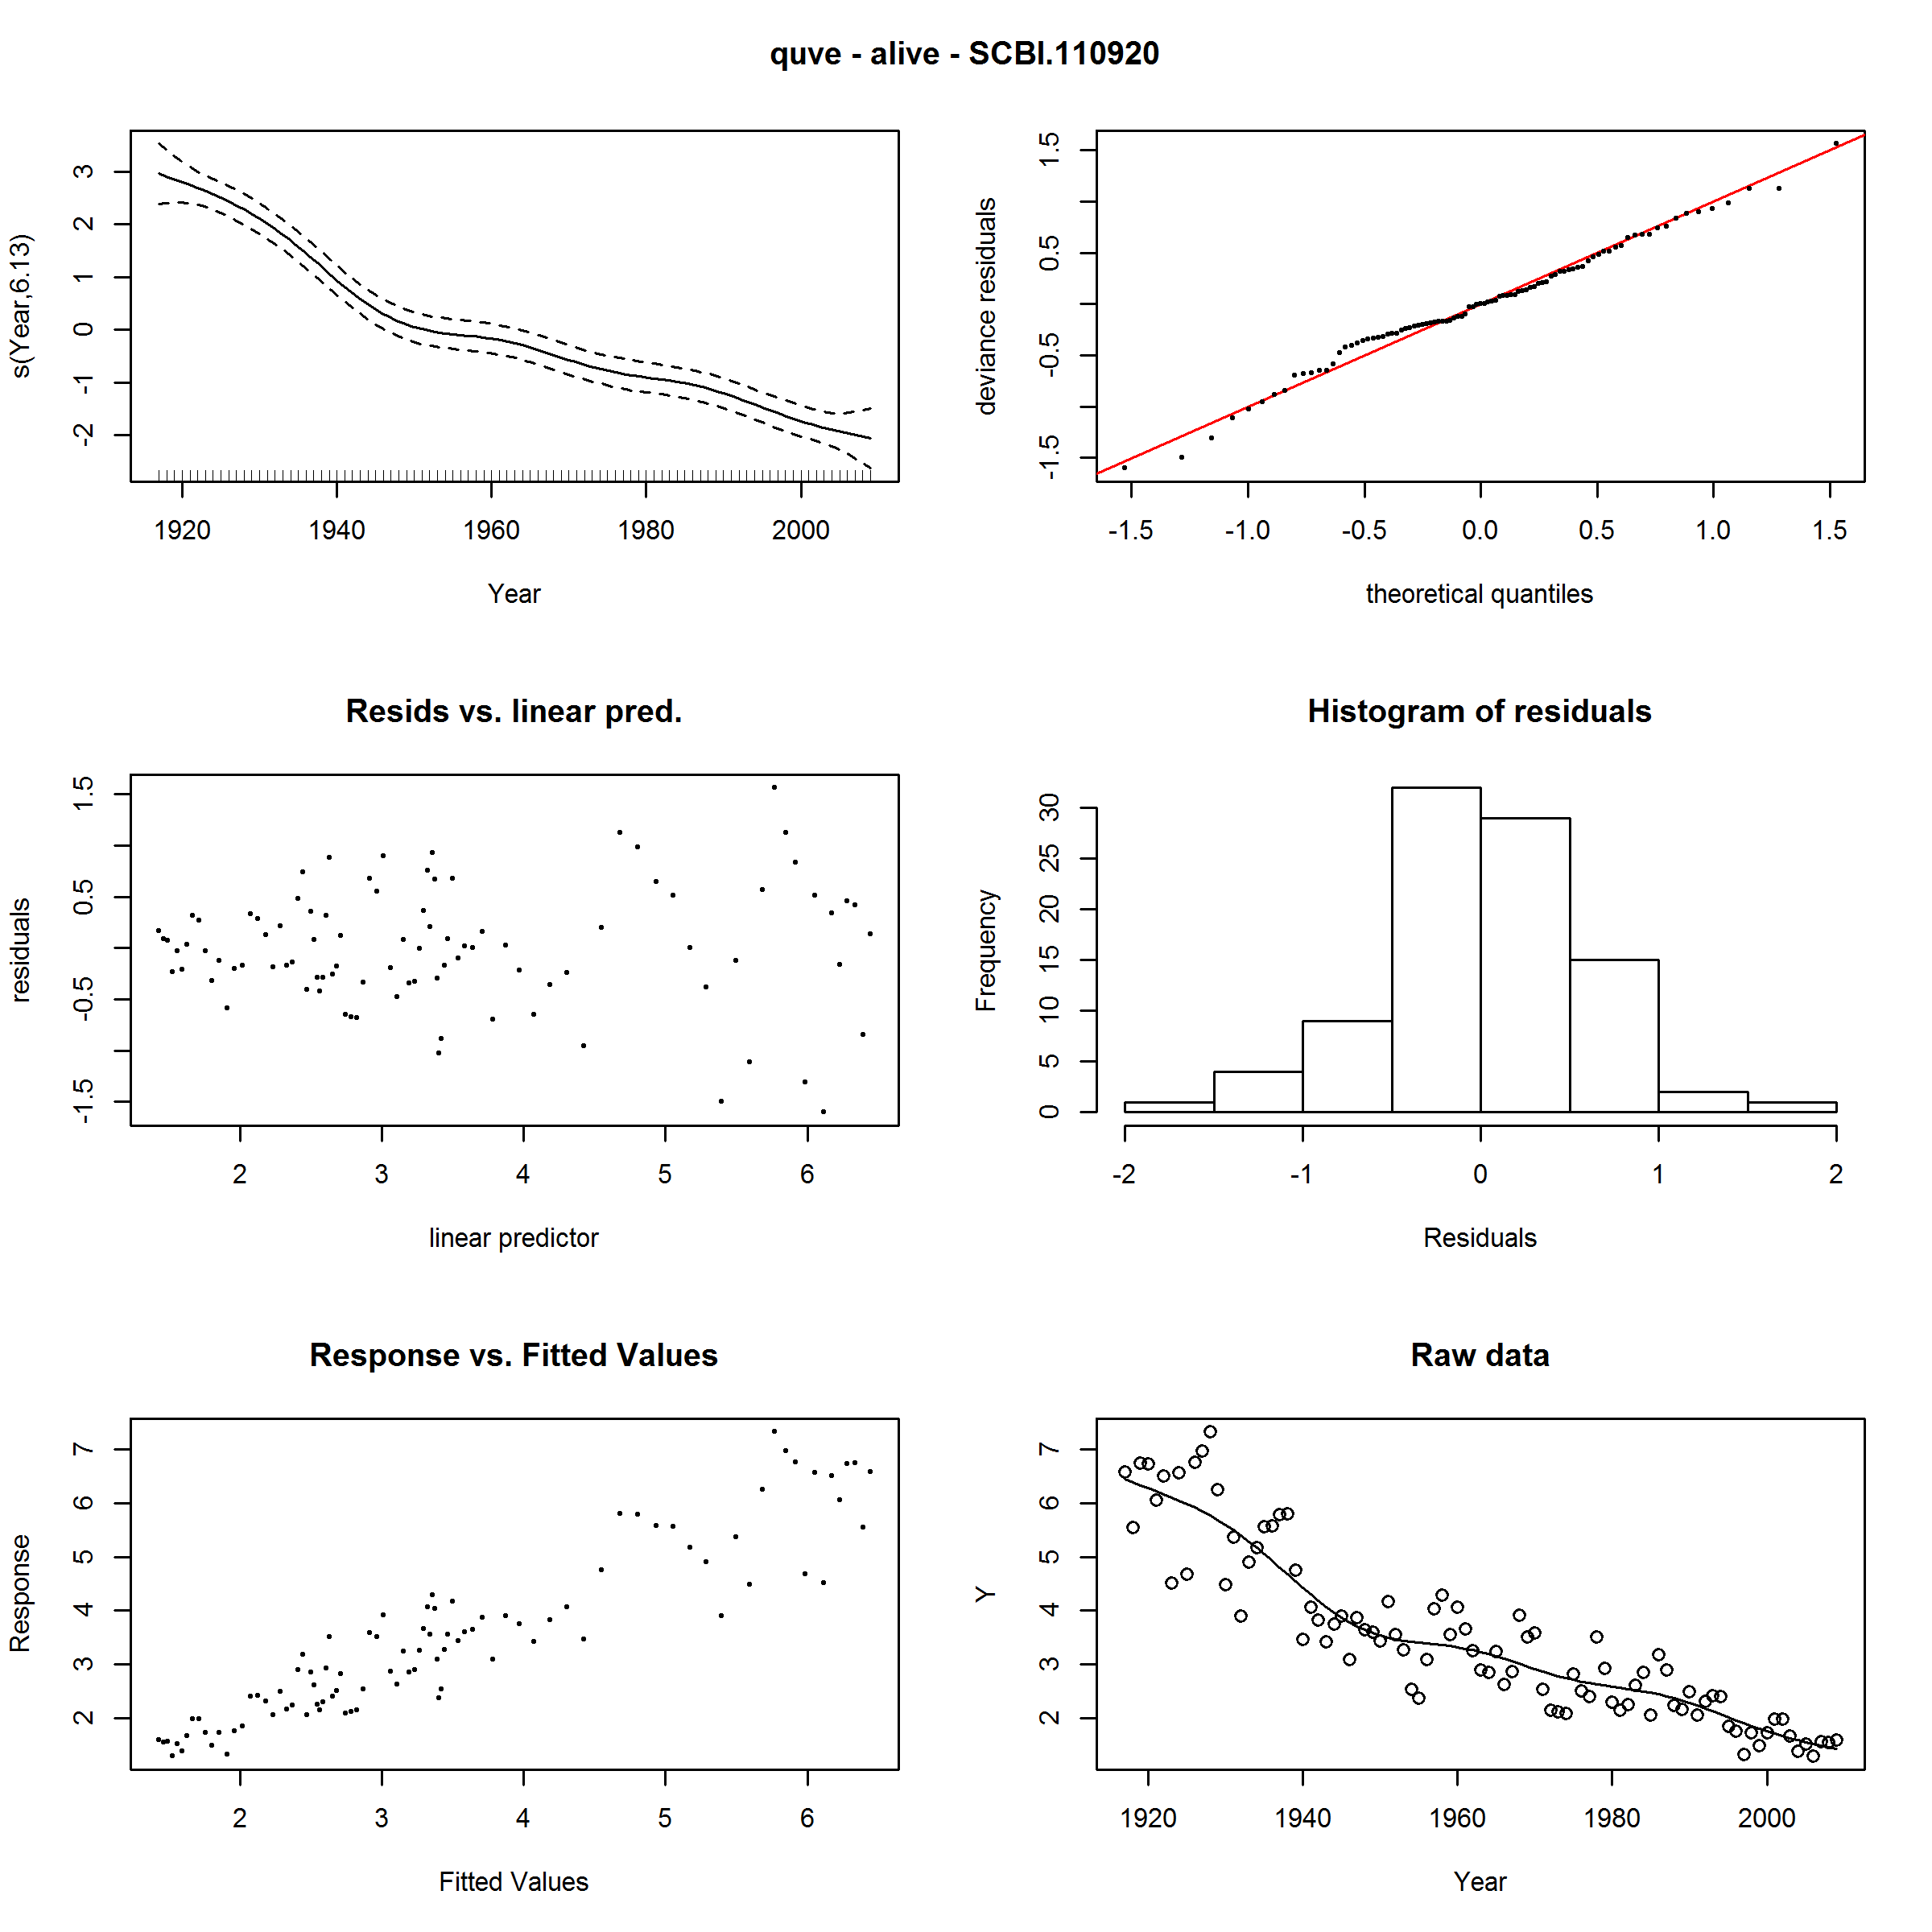 quve - alive - SCBI.110920
s(Year,6.13)
3
2
1
0
-1
-2
1920 1940 1960 1980 2000
Year
deviance residuals
1.5
0.5
-0.5
-1.5
-1.5 -1.0 -0.5 0.0 0.5 1.0 1.5
theoretical quantiles
Resids vs. linear pred.
residuals
1.5
0.5
-0.5
-1.5
2 3 4 5 6
linear predictor
Histogram of residuals
Frequency
30
25
20
15
10
5
0
-2 -1 0 1 2
Residuals
Response vs. Fitted Values
Response
7
6
5
4
3
2
2 3 4 5 6
Fitted Values
Raw data
Y
7
6
5
4
3
2
1920 1940 1960 1980 2000
Year